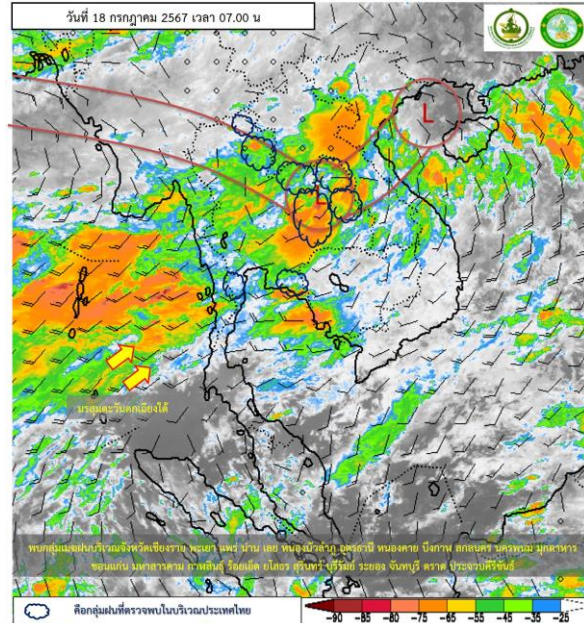 วันที่ 18 กรกฎาคม 2567 เวลา 07.00 น
L
L
มรสุมตะวันตกเฉียงใต้
พบกลุ่มเมฆฝนบริเวณจังหวัดเชียงราย พะเยา แพร่ น่าน เลย หนองบัวลำภู อุดรธานี หนองคาย บึงกาฬ สกลนคร นครพนม มุกดาหาร
ขอนแก่น มหาสารคาม กาฬสินธุ์ ร้อยเอ็ด ยโสธร สุรินทร์ บุรีรัมย์ ระยอง จันทบุรี ตราด ประจวบคีรีขันธ์
คือกลุ่มฝนที่ตรวจพบในบริเวณประเทศไทย
-90 -85 -80 -75 -65 -55 -45 -35 -25